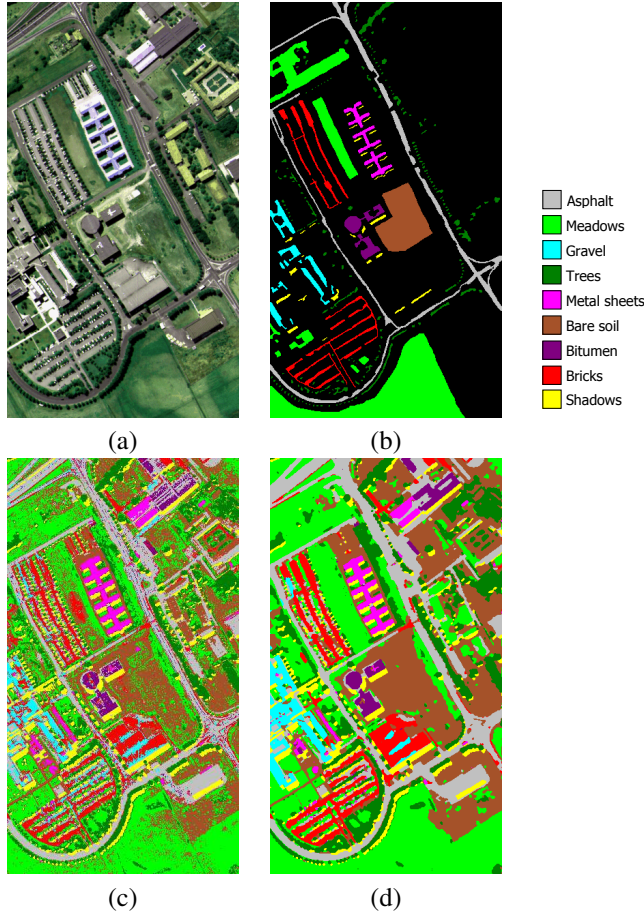 Asphalt
Meadows
Gravel
Trees
Metal sheets
Bare soil
Bitumen
Bricks
Shadows
(a)
(b)
(c)
(d)